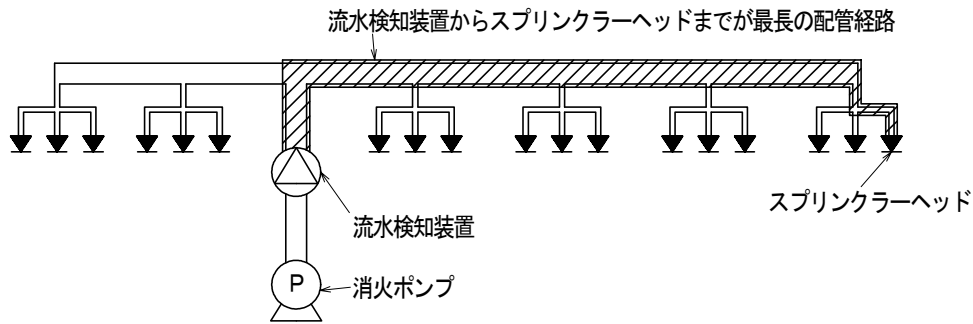 流水検知装置からスプリンクラーヘッドまでが最長の配管経路
スプリンクラーヘッド
流水検知装置
P
消火ポンプ